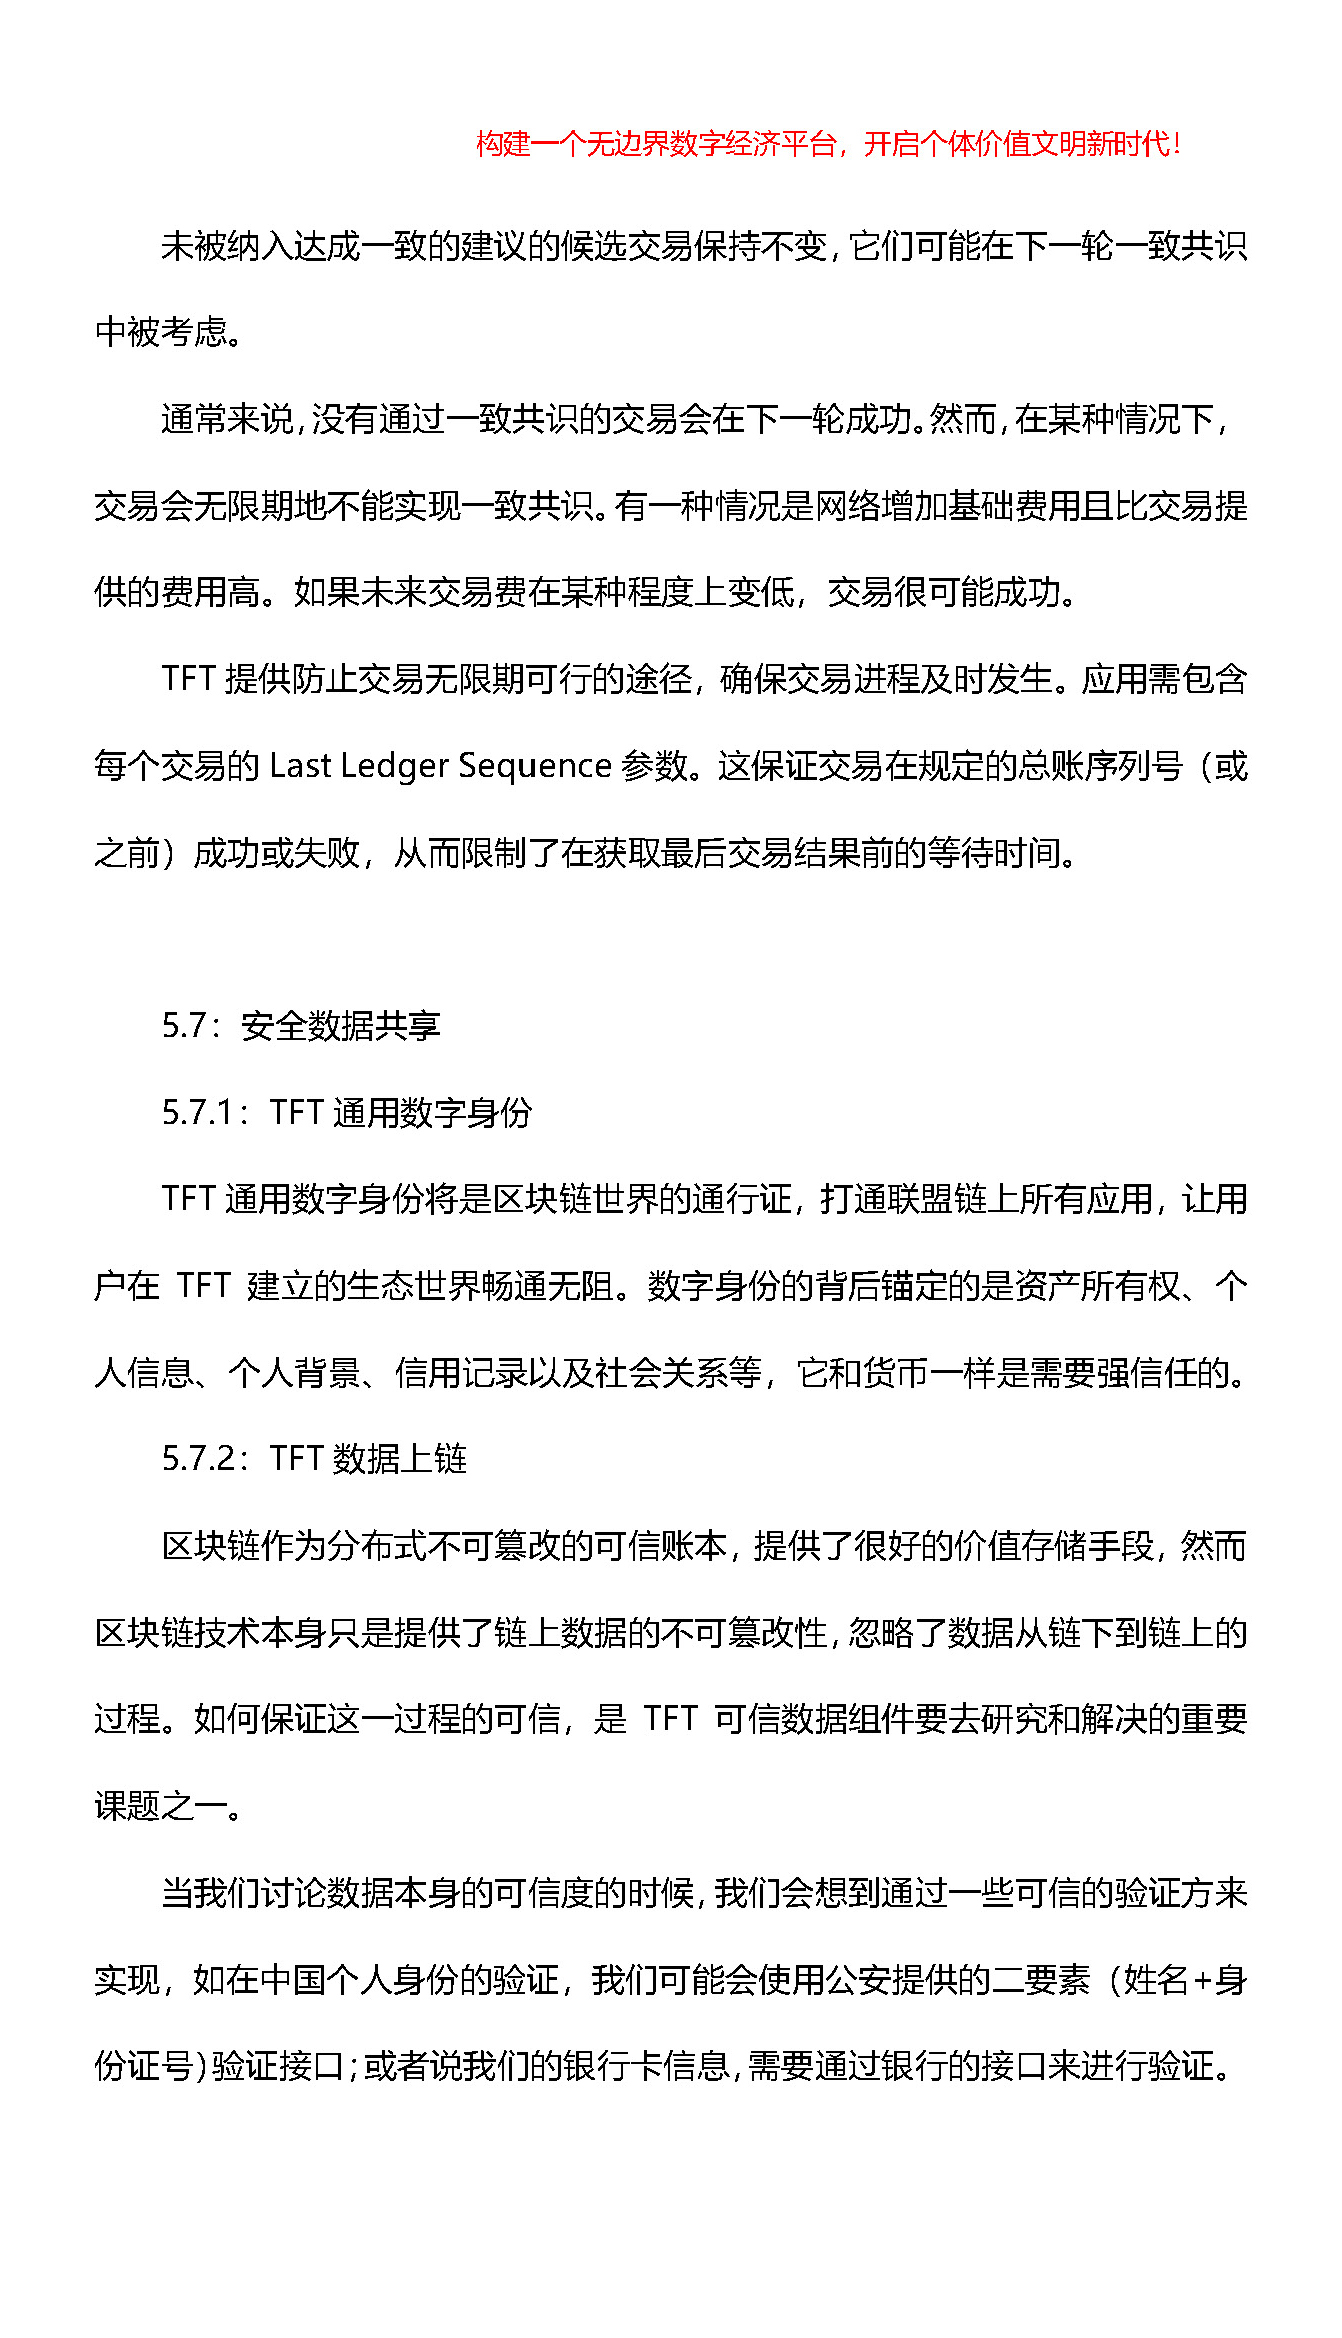 构建一个无边界数字经济平台，开启个体价值文明新时代！
未被纳入达成一致的建议的候选交易保持不变，它们可能在下一轮一致共识
中被考虑。
通常来说，没有通过一致共识的交易会在下一轮成功。然而，在某种情况下，
交易会无限期地不能实现一致共识。有一种情况是网络增加基础费用且比交易提
供的费用高。如果未来交易费在某种程度上变低，交易很可能成功。
TFT 提供防止交易无限期可行的途径，确保交易进程及时发生。应用需包含
每个交易的 Last Ledger Sequence 参数。这保证交易在规定的总账序列号（或
之前）成功或失败，从而限制了在获取最后交易结果前的等待时间。
5.7：安全数据共享
5.7.1：TFT 通用数字身份
TFT 通用数字身份将是区块链世界的通行证，打通联盟链上所有应用，让用
户在 TFT 建立的生态世界畅通无阻。数字身份的背后锚定的是资产所有权、个
人信息、个人背景、信用记录以及社会关系等，它和货币一样是需要强信任的。
5.7.2：TFT 数据上链
区块链作为分布式不可篡改的可信账本，提供了很好的价值存储手段，然而
区块链技术本身只是提供了链上数据的不可篡改性，忽略了数据从链下到链上的
过程。如何保证这一过程的可信，是 TFT 可信数据组件要去研究和解决的重要
课题之一。
当我们讨论数据本身的可信度的时候，我们会想到通过一些可信的验证方来
实现，如在中国个人身份的验证，我们可能会使用公安提供的二要素（姓名+身
份证号）验证接口；或者说我们的银行卡信息，需要通过银行的接口来进行验证。